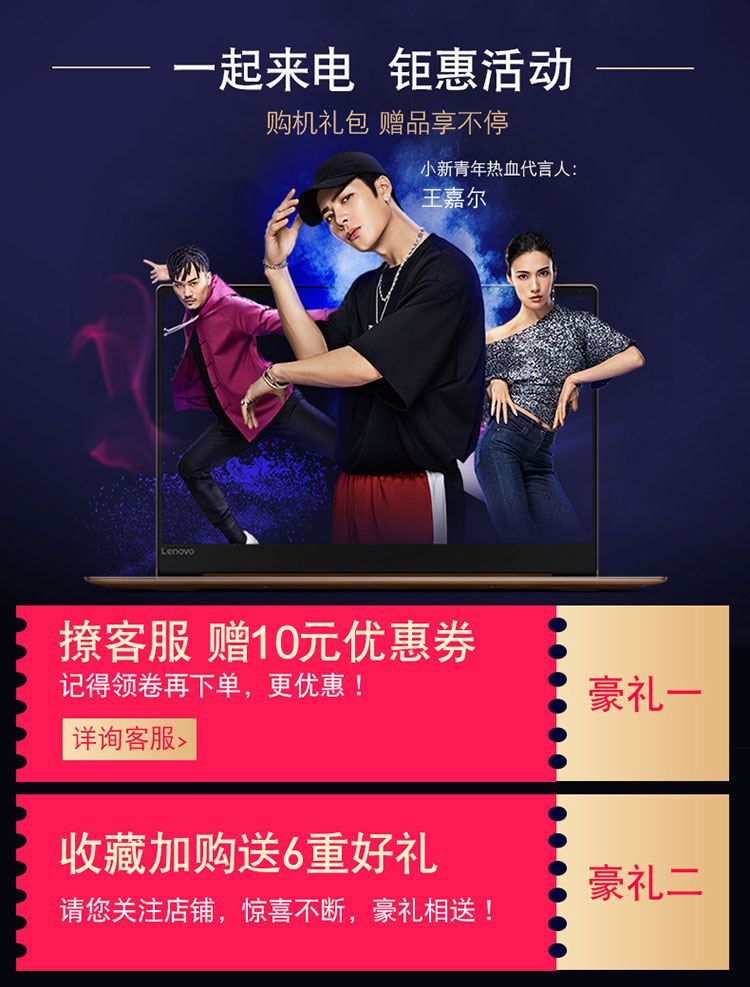 一起来电 钜惠活动
购机礼包 赠品享不停
小新青年热血代言人：
王嘉尔
Lenovo
撩客服 赠10元优惠券
记得领卷再下单，更优惠！
详询客服>
豪礼一
收藏加购送6重好礼
请您关注店铺，惊喜不断，豪礼相送！
豪礼二